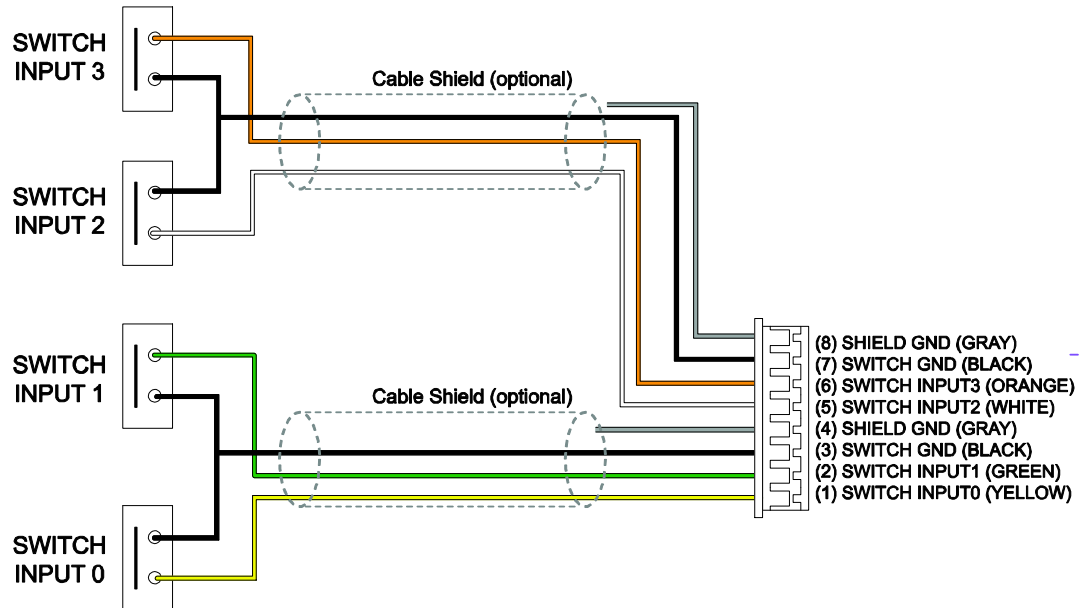 SWITCH
INPUT 3
Cable Shield (optional)
SWITCH
INPUT 2
SWITCH
INPUT 1
Cable Shield (optional)
SWITCH
INPUT 0
(8) SHIELD GND (GRAY)
(7) SWITCH GND (BLACK)
(6) SWITCH INPUT3 (ORANGE)
(5) SWITCH INPUT2 (WHITE)
(4) SHIELD GND (GRAY)
(3) SWITCH GND (BLACK)
(2) SWITCH INPUT1 (GREEN)
(1) SWITCH INPUT0 (YELLOW)